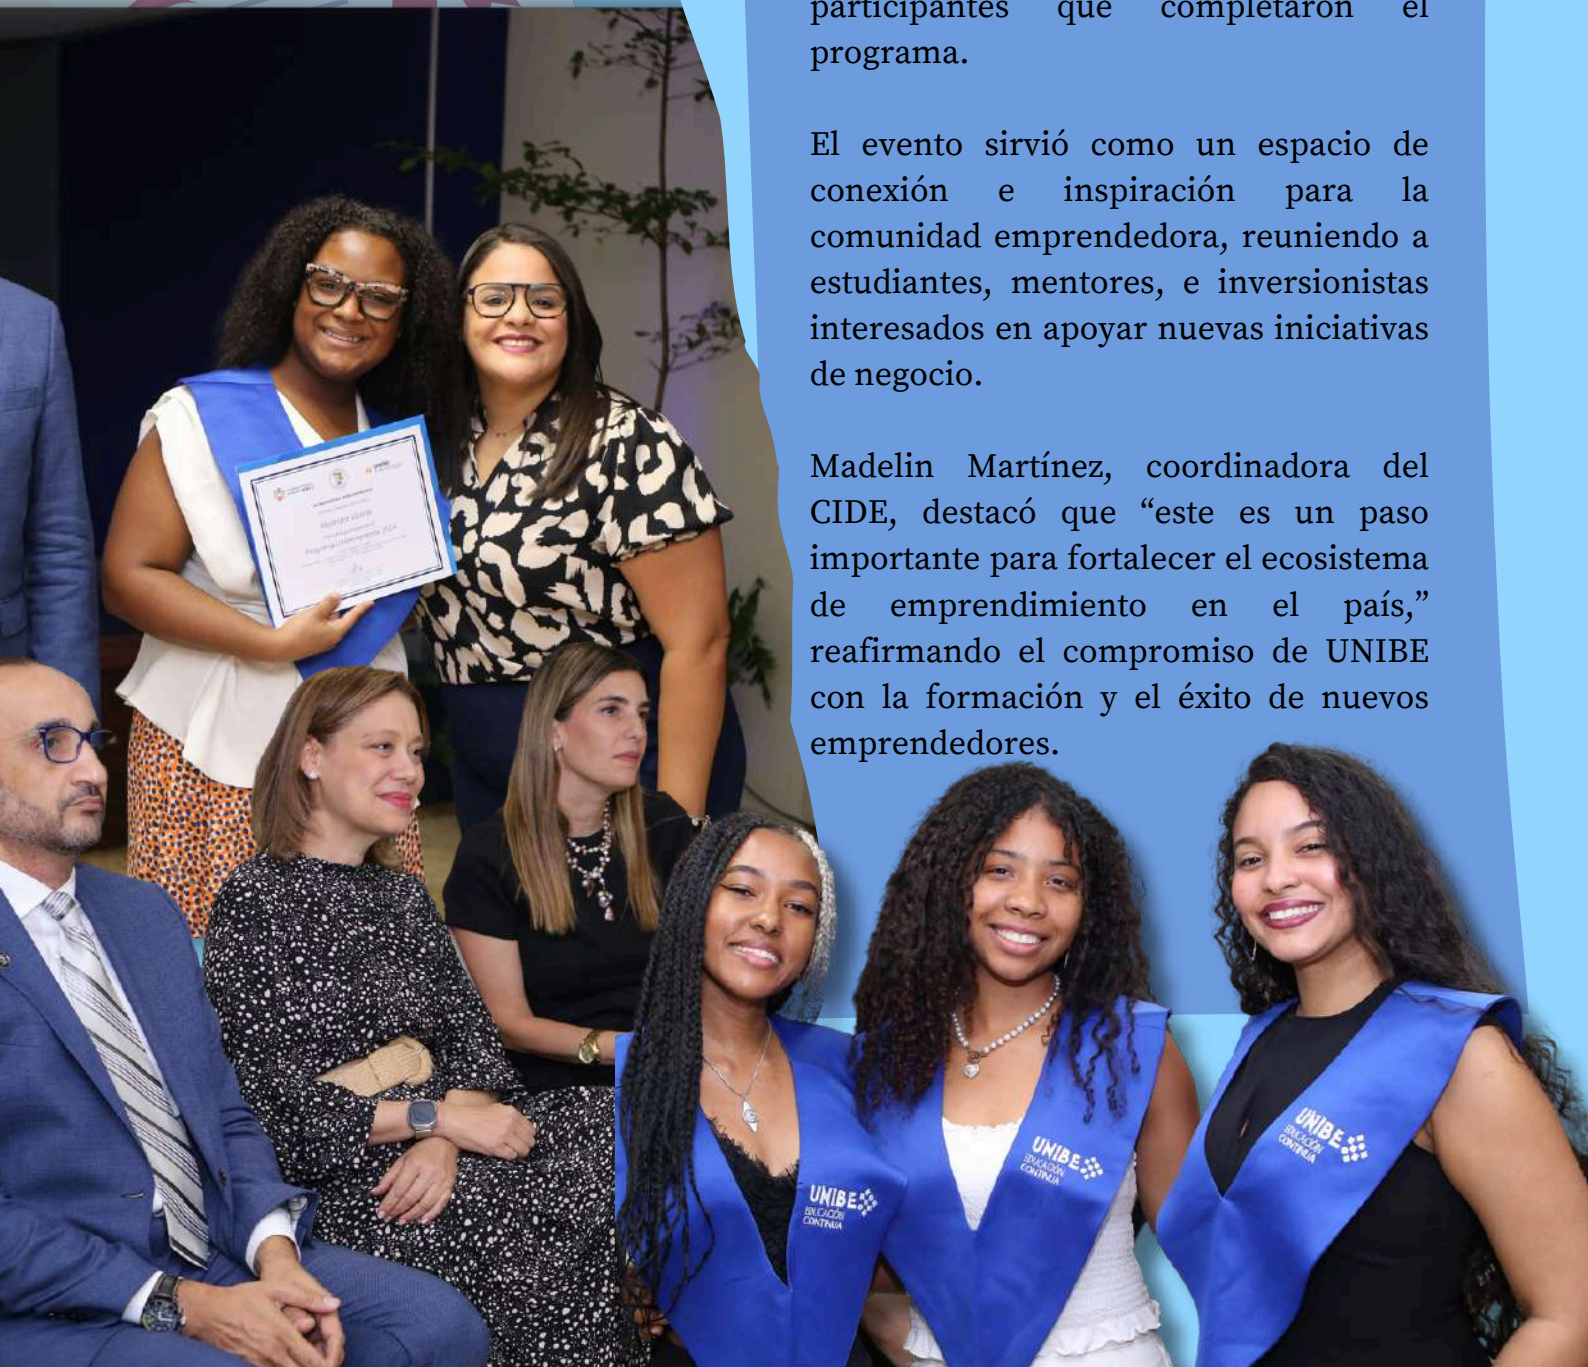 participantes que completaron el
programa.
El evento sirvió como un espacio de
conexión e inspiración para la
comunidad emprendedora, reuniendo a
estudiantes, mentores, e inversionistas
interesados en apoyar nuevas iniciativas
de negocio.
Madelin Martínez, coordinadora del
CIDE, destacó que “este es un paso
importante para fortalecer el ecosistema
de emprendimiento en el país,”
reafirmando el compromiso de UNIBE
con la formación y el éxito de nuevos
emprendedores.
UNIBE
EDUCACIÓN
CONTINUA
UNIBE
EDUCACIÓN
CONTINUA
UNIBE
EDUCACIÓN
CONTINUA